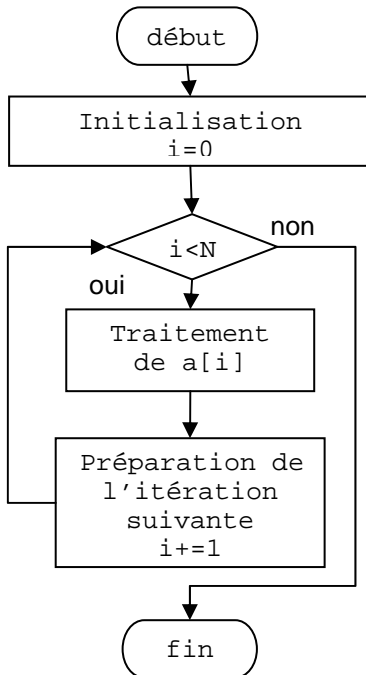 début
Initialisation
i=0
i<N
non
oui
Traitement
de a[i]
Préparation de
l'itération
suivante
i+=1
fin